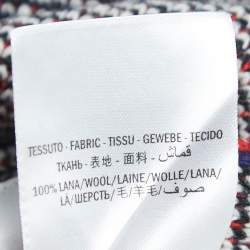 TESSUTO - FABRIC - TISSU - GEWEBE - TECIDO
ТКАНЬ - 表地 - 面料 - قماش
100% LANA/WOOL/LAINE/WOLLE/LANA/
LÃ/ШЕРСТЬ/毛/羊毛/صوف